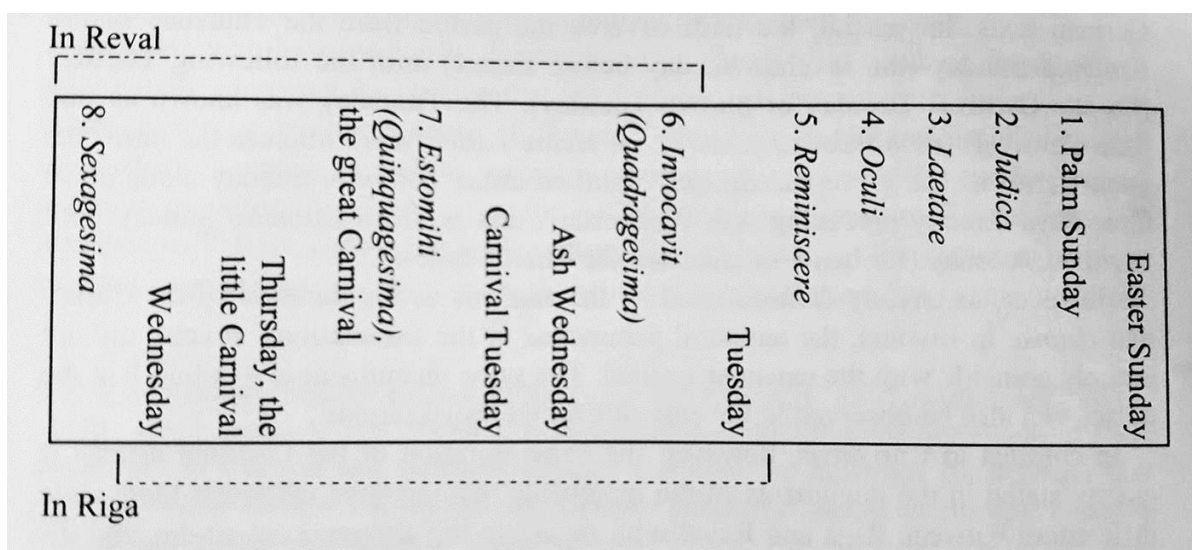 In Reval
Easter Sunday
1. Palm Sunday
2. Judica
3 Laetare
4 Oculi
5 Reminiscere
Tuesday
6 Invocavit
(Quadragesima)
Ash Wednesday
Carnival Tuesday
7 Estomihi
(Quinquagesima)
the great Carnival
Thursday, the
little Carnival
Wednesday
8. Sexagesima
In Riga